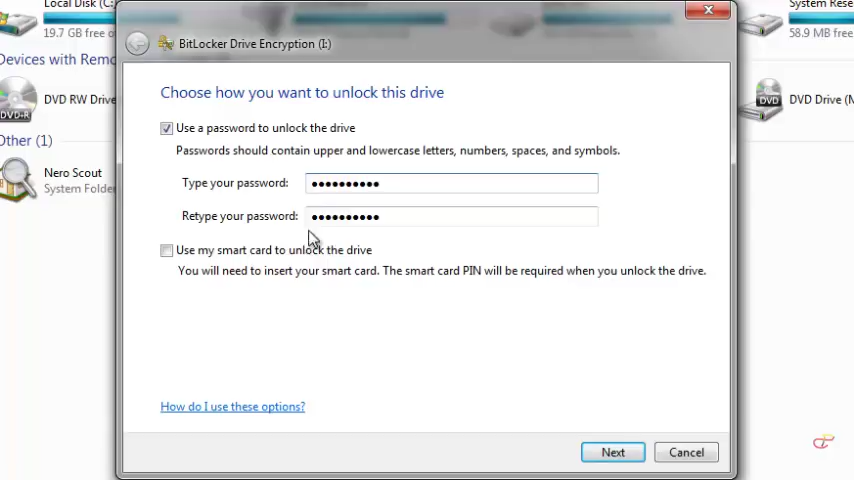 Local Disk (C:
19.7 GB free o
System Rese
58.9 MB free
BitLocker Drive Encryption (I:)
Devices with Remo
DVD RW Drive
DVD-R
DVD
DVD Drive (M
Other (1)
Nero Scout
System Folder
Choose how you want to unlock this drive
Use a password to unlock the drive
Passwords should contain upper and lowercase letters, numbers, spaces, and symbols.
Type your password: ••••••••••
Retype your password: ••••••••••
Use my smart card to unlock the drive
You will need to insert your smart card. The smart card PIN will be required when you unlock the drive.
How do I use these options?
Next
Cancel